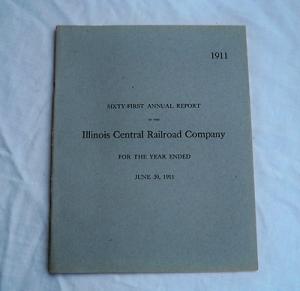 1911
SIXTY-FIRST ANNUAL REPORT
OF THE
Illinois Central Railroad Company
FOR THE YEAR ENDED
JUNE 30, 1911